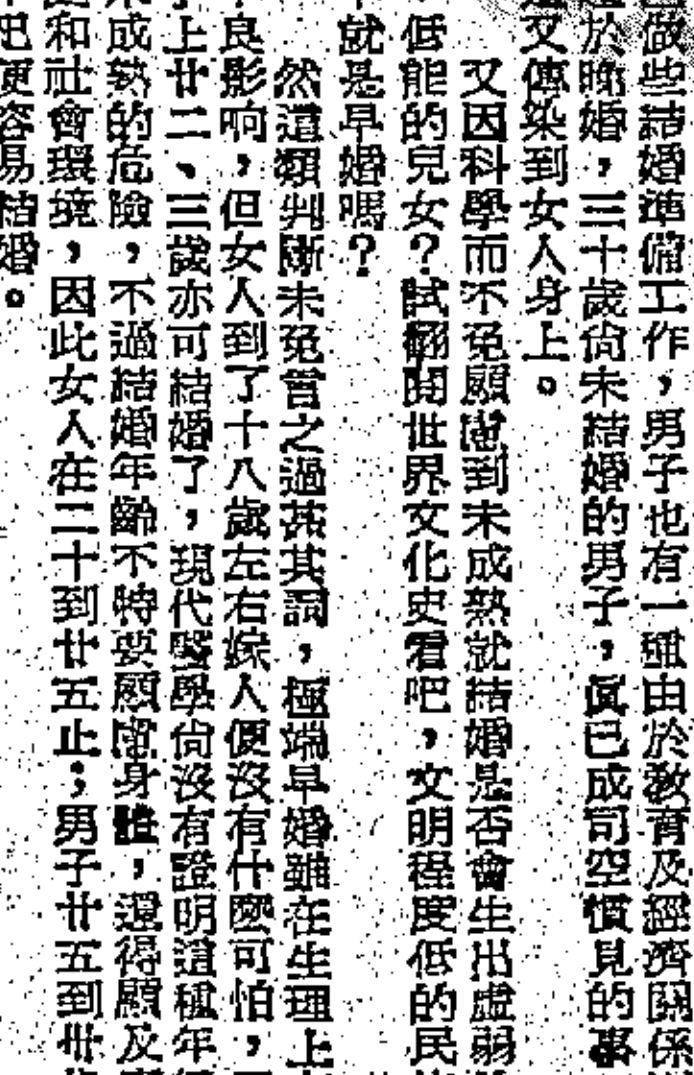 做些結婚準備工作，男子也有一種由於教育及經濟關係
於晚婚，三十歲尚未結婚的男子，眞已成司空慣見的事
又傳染到女人身上。
又因科學而不免顧慮到未成熟就結婚是否會生出虛弱
低能的兒女？試翻閱世界文化史看吧，文明程度低的民
就是早婚嗎？
然這類判斷未免言之過甚其詞，極端早婚雖在生理上
良影响，但女人到了十八歲左右嫁人便沒有什麼可怕，
上廿二、三歲亦可結婚了，現代醫學尚沒有證明這種年
成熟的危險，不過結婚年齡不特要顧慮身體，還得顧及
和社會環境，因此女人在二十到廿五止；男子廿五到卅
吧便容易結婚。